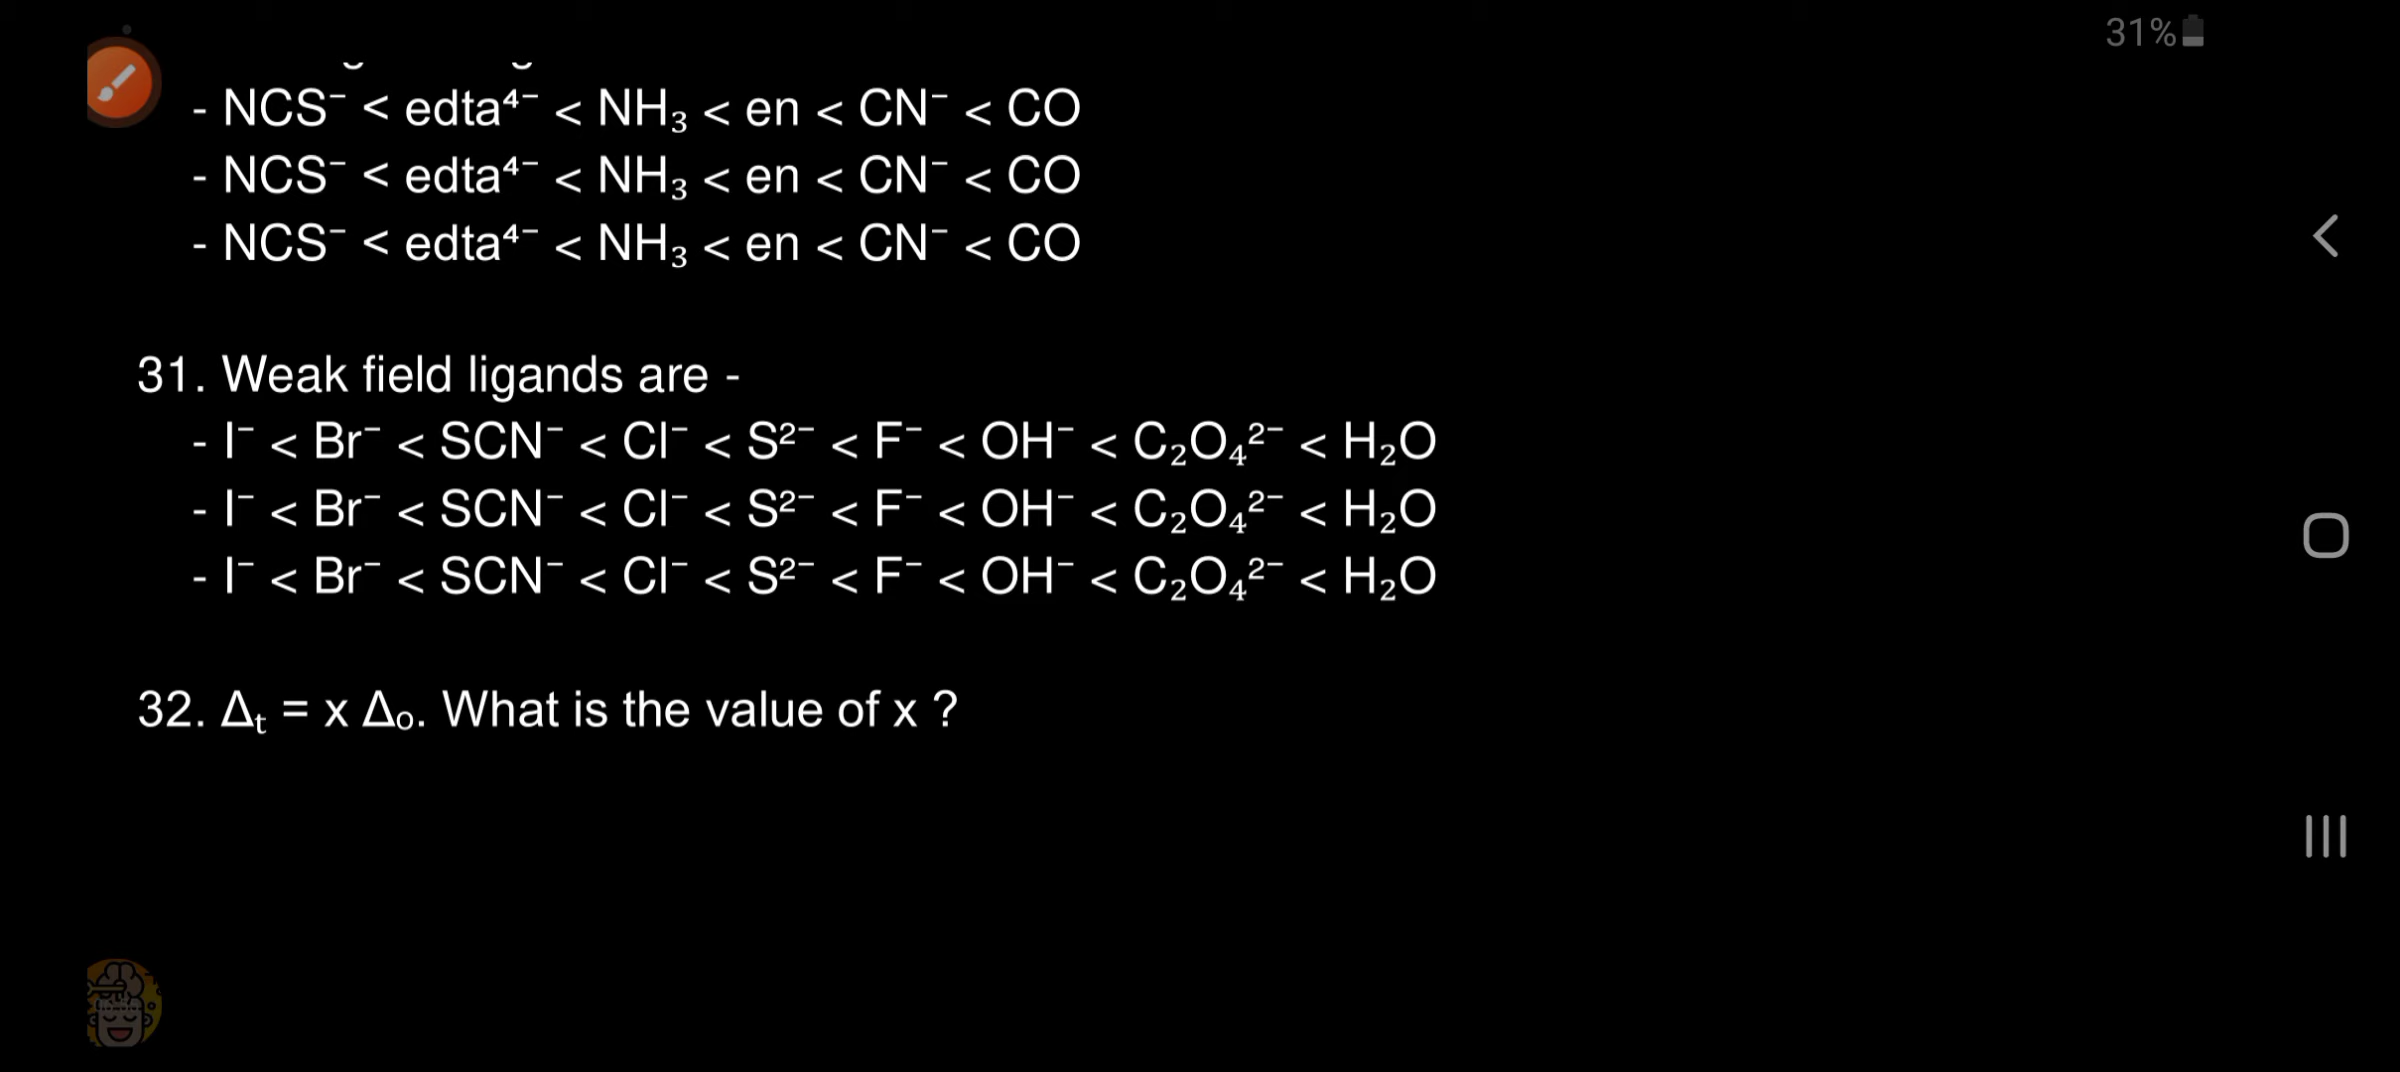 31%
- NCS⁻ < edta⁴⁻ < NH₃ < en < CN⁻ < CO
- NCS⁻ < edta⁴⁻ < NH₃ < en < CN⁻ < CO
- NCS⁻ < edta⁴⁻ < NH₃ < en < CN⁻ < CO
31. Weak field ligands are -
- I⁻ < Br⁻ < SCN⁻ < Cl⁻ < S²⁻ < F⁻ < OH⁻ < C₂O₄²⁻ < H₂O
- I⁻ < Br⁻ < SCN⁻ < Cl⁻ < S²⁻ < F⁻ < OH⁻ < C₂O₄²⁻ < H₂O
- I⁻ < Br⁻ < SCN⁻ < Cl⁻ < S²⁻ < F⁻ < OH⁻ < C₂O₄²⁻ < H₂O
32. Δₜ = x Δₒ. What is the value of x ?